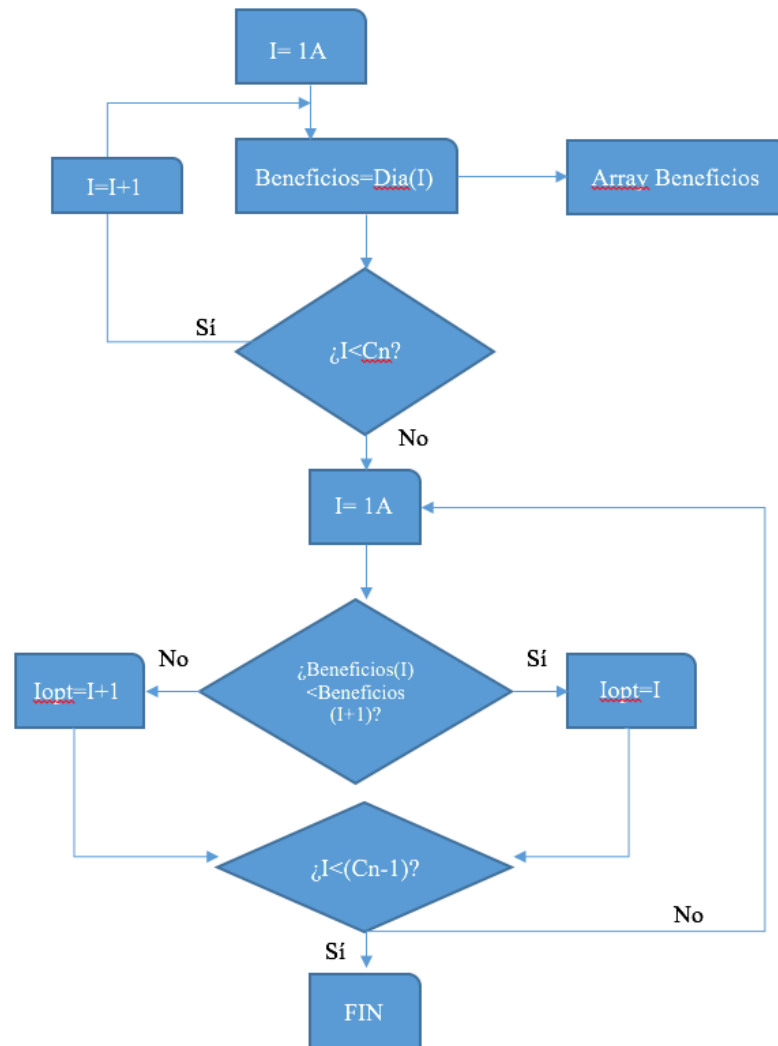 I= 1A
I=I+1
Beneficios=Dia(I)
Array Beneficios
Sí
¿I<Cn?
No
I= 1A
No
¿Beneficios(I)
<Beneficios
(I+1)?
Sí
Iopt=I+1
Iopt=I
¿I<(Cn-1)?
No
Sí
FIN